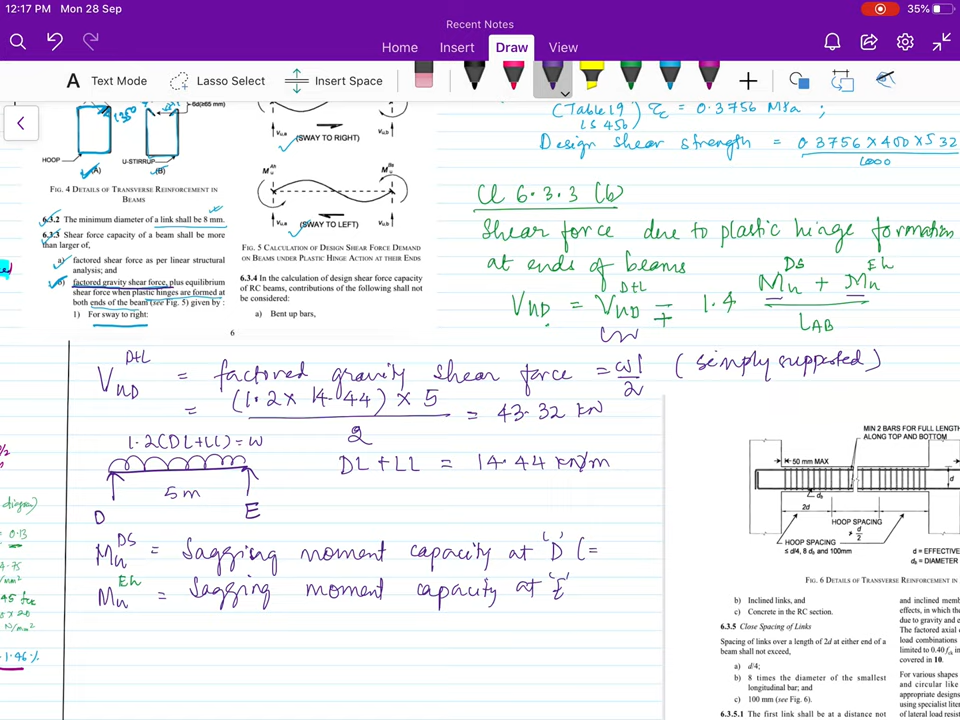 12:17 PM Mon 28 Sep
35%
Recent Notes
Home Insert Draw View
A Text Mode Lasso Select Insert Space
HOOP
U-STIRRUP
(A) (B)
6d(≥65 mm)
FIG. 4 DETAILS OF TRANSVERSE REINFORCEMENT IN
BEAMS
6.3.2 The minimum diameter of a link shall be 8 mm.
6.3.3 Shear force capacity of a beam shall be more
than larger of,
a) factored shear force as per linear structural
analysis; and
b) factored gravity shear force, plus equilibrium
shear force when plastic hinges are formed at
both ends of the beam (see Fig. 5) given by :
1) For sway to right:
6
(SWAY TO RIGHT)
(SWAY TO LEFT)
FIG. 5 CALCULATION OF DESIGN SHEAR FORCE DEMAND
ON BEAMS UNDER PLASTIC HINGE ACTION AT THEIR ENDS
6.3.4 In the calculation of design shear force capacity
of RC beams, contributions of the following shall not
be considered:
a) Bent up bars,
(Table 19) τc = 0.3756 MPa ;
IS 456
Design shear strength = 0.3756 × 400 × 532
1000
Cl 6.3.3 (b)
Shear force due to plastic hinge formation
at ends of beams
D+L DS Eh
VuD = VuD ∓ 1.4 Mu + Mu
LAB
D+L
VuD = factored gravity shear force = wl/2 (simply supported)
= (1.2 × 14.44) × 5 / 2 = 43.32 kN
1.2(DL+LL) = W
DL + LL = 14.44 kN/m
5m
D E
Mu DS = Sagging moment capacity at 'D' (=
Mu Eh = Sagging moment capacity at 'E'
diagram)
= 0.13
4.75
N/mm²
N/mm²
1.46 %
MIN 2 BARS FOR FULL LENGTH
ALONG TOP AND BOTTOM
50 mm MAX
2d
d
HOOP SPACING
HOOP SPACING
≤ d/4, 8 db and 100mm
d = EFFECTIVE
db = DIAMETER
FIG. 6 DETAILS OF TRANSVERSE REINFORCEMENT IN
b) Inclined links, and
c) Concrete in the RC section.
6.3.5 Close Spacing of Links
Spacing of links over a length of 2d at either end of a
beam shall not exceed,
a) d/4;
b) 8 times the diameter of the smallest
longitudinal bar; and
c) 100 mm (see Fig. 6).
6.3.5.1 The first link shall be at a distance not
and inclined memb
effects, in which the
due to gravity and e
The factored axial
load combinations
limited to 0.40 fck in
covered in 10.
For various shapes
and circular like
appropriate designs
using specialist liter
of lateral load resist